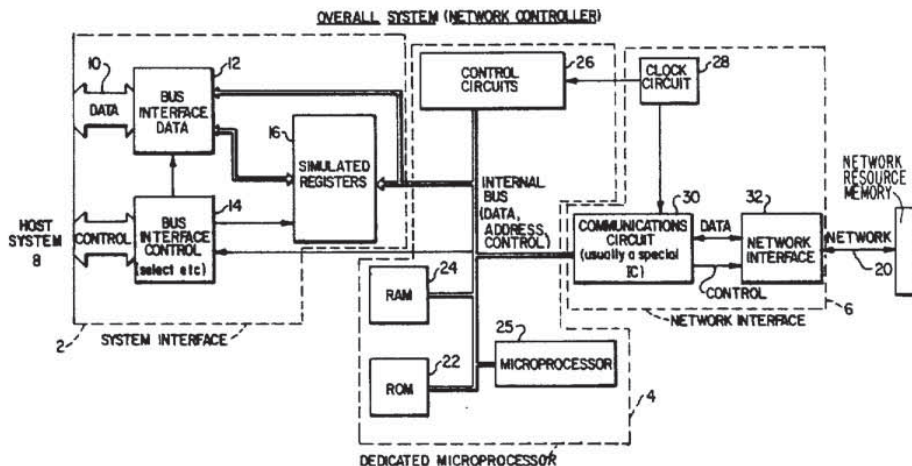 OVERALL SYSTEM (NETWORK CONTROLLER)
10
DATA
12
BUS
INTERFACE
DATA
16
SIMULATED
REGISTERS
26
CONTROL
CIRCUITS
28
CLOCK
CIRCUIT
HOST
SYSTEM
8
CONTROL
14
BUS
INTERFACE
CONTROL
(select etc)
INTERNAL
BUS
(DATA,
ADDRESS,
CONTROL)
30
COMMUNICATIONS
CIRCUIT
(usually a special
IC)
DATA
CONTROL
32
NETWORK
INTERFACE
NETWORK
20
NETWORK
RESOURCE
MEMORY
24
RAM
2
SYSTEM INTERFACE
NETWORK INTERFACE
6
22
ROM
25
MICROPROCESSOR
4
DEDICATED MICROPROCESSOR